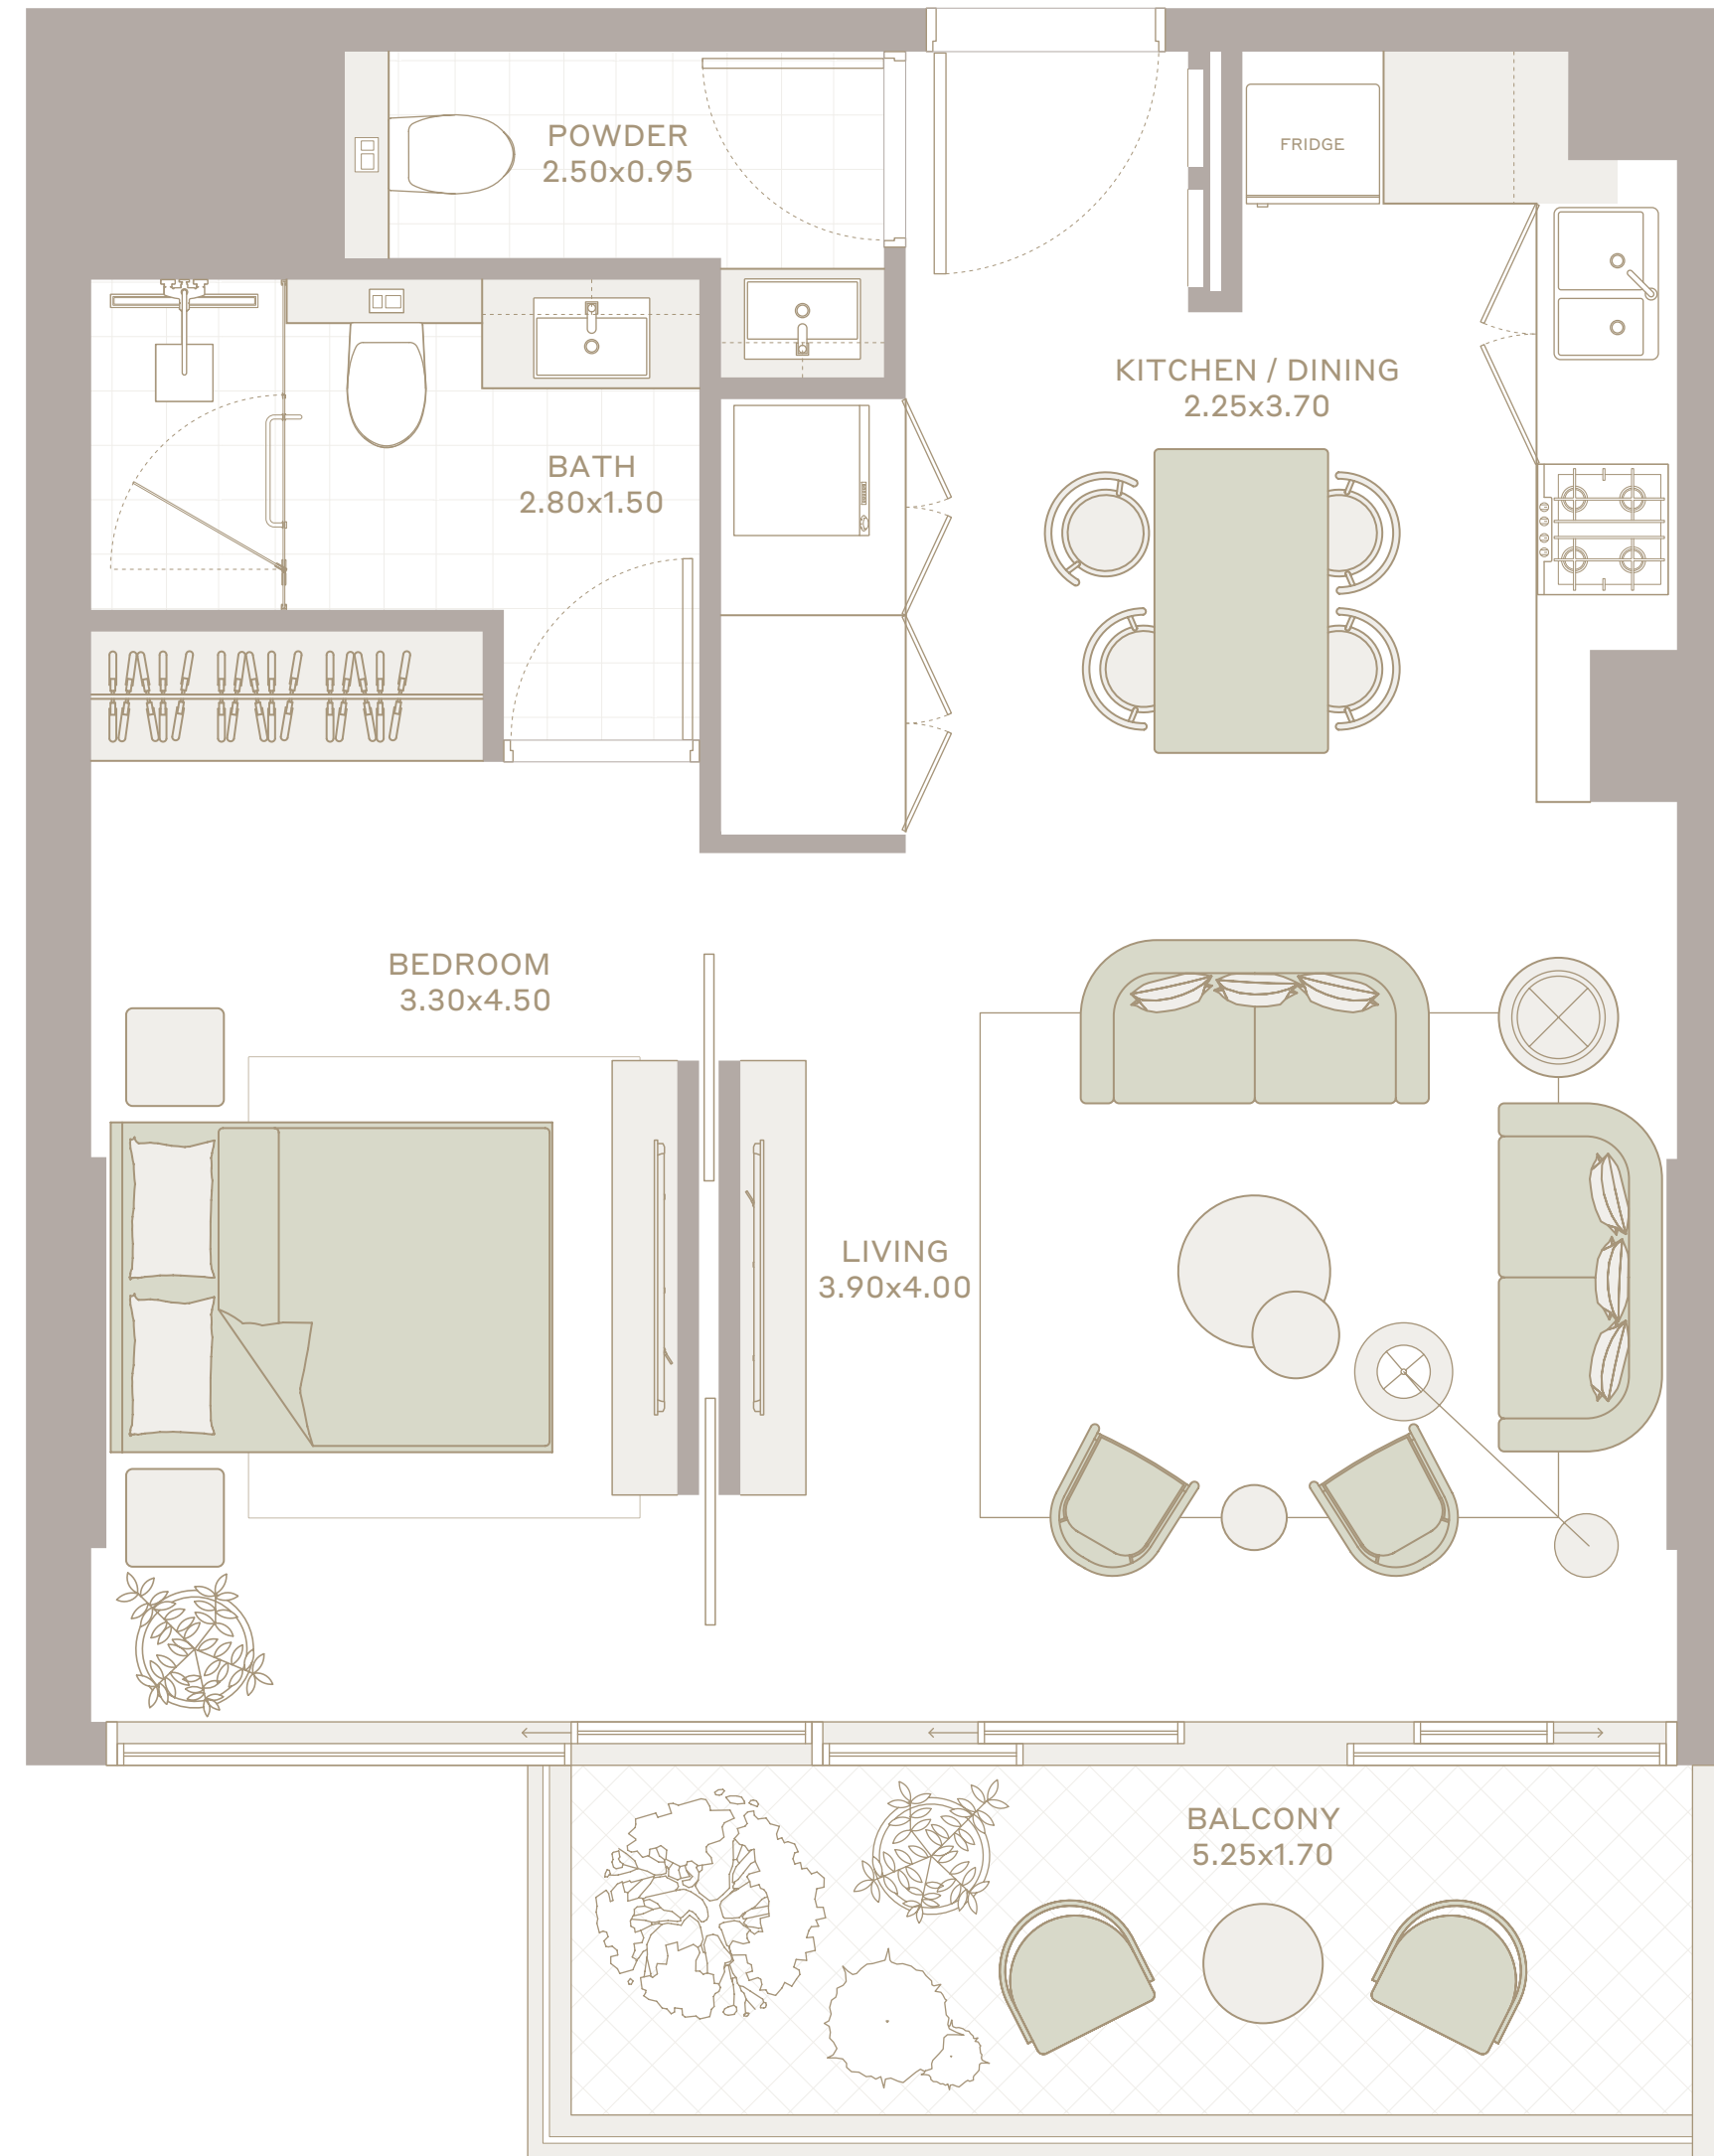 POWDER
2.50x0.95
FRIDGE
KITCHEN / DINING
2.25x3.70
BATH
2.80x1.50
BEDROOM
3.30x4.50
LIVING
3.90x4.00
BALCONY
5.25x1.70